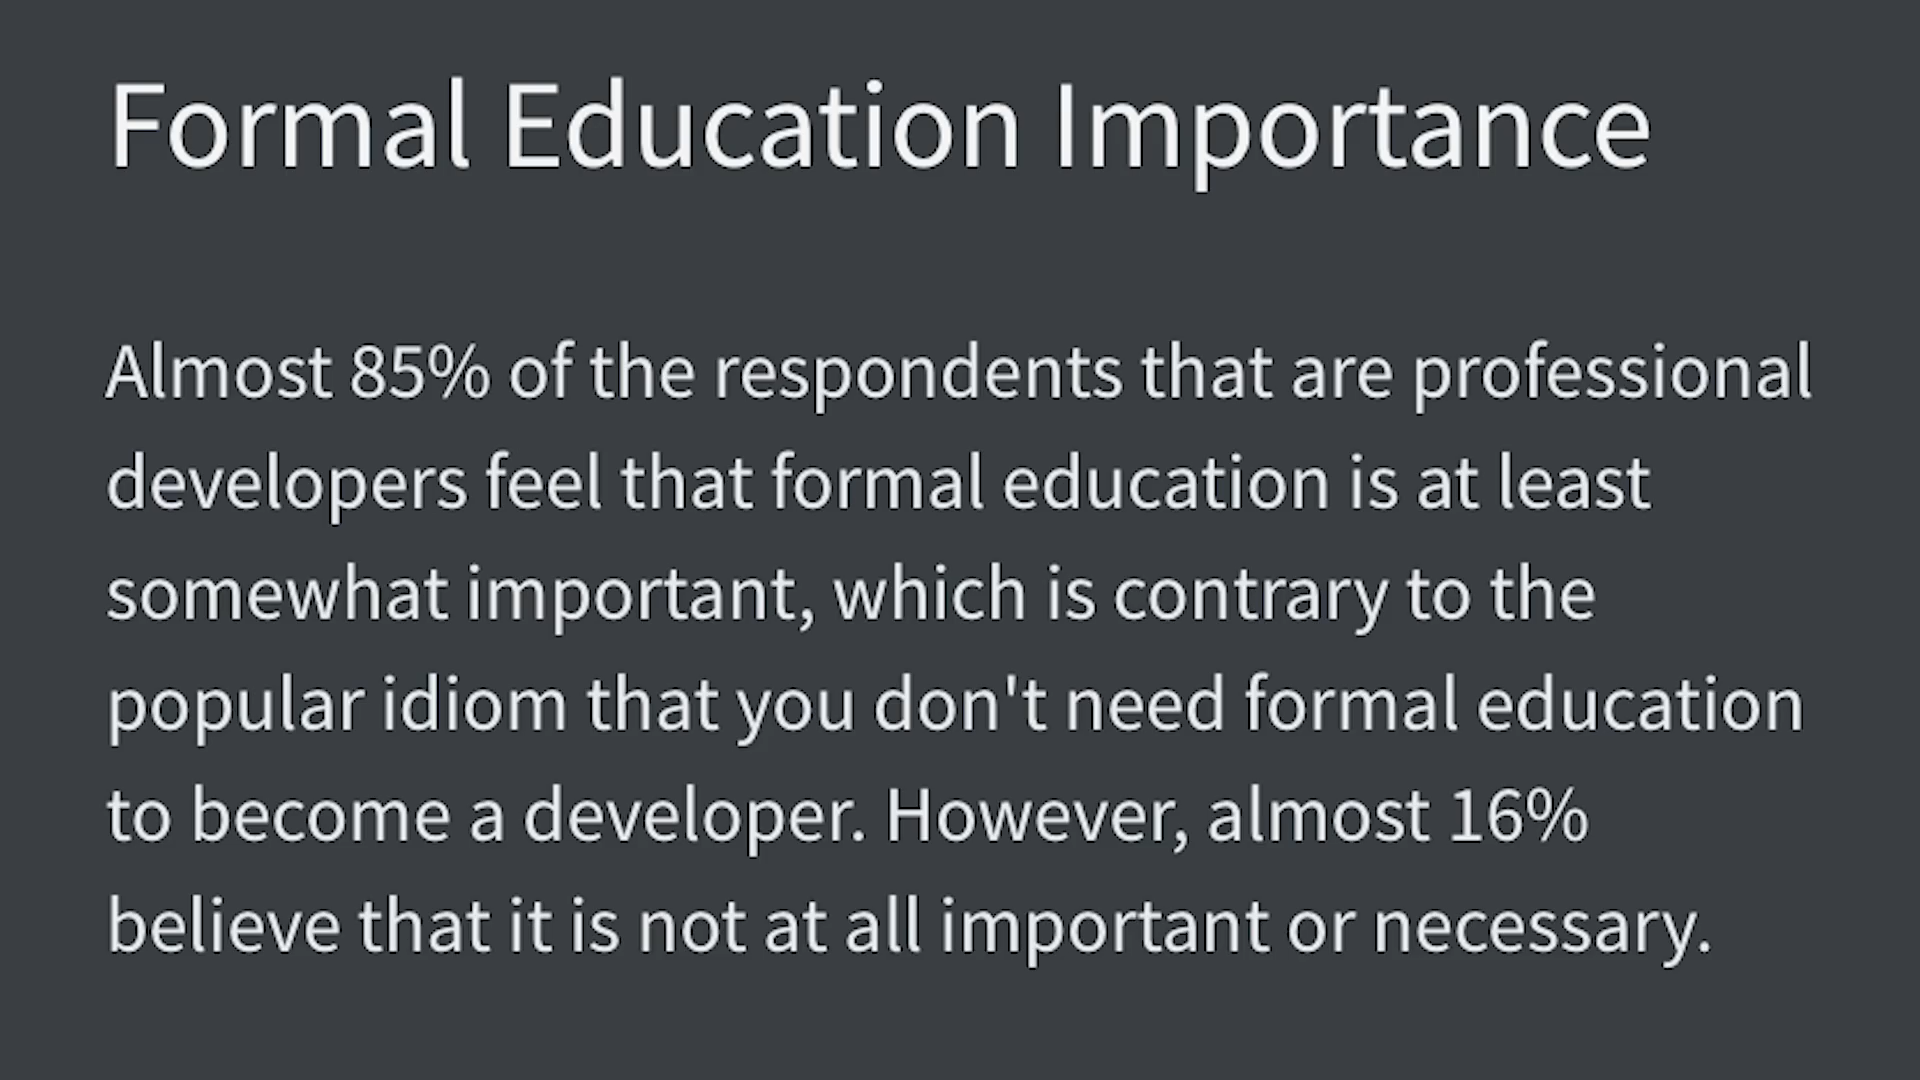 Formal Education Importance
Almost 85% of the respondents that are professional
developers feel that formal education is at least
somewhat important, which is contrary to the
popular idiom that you don't need formal education
to become a developer. However, almost 16%
believe that it is not at all important or necessary.